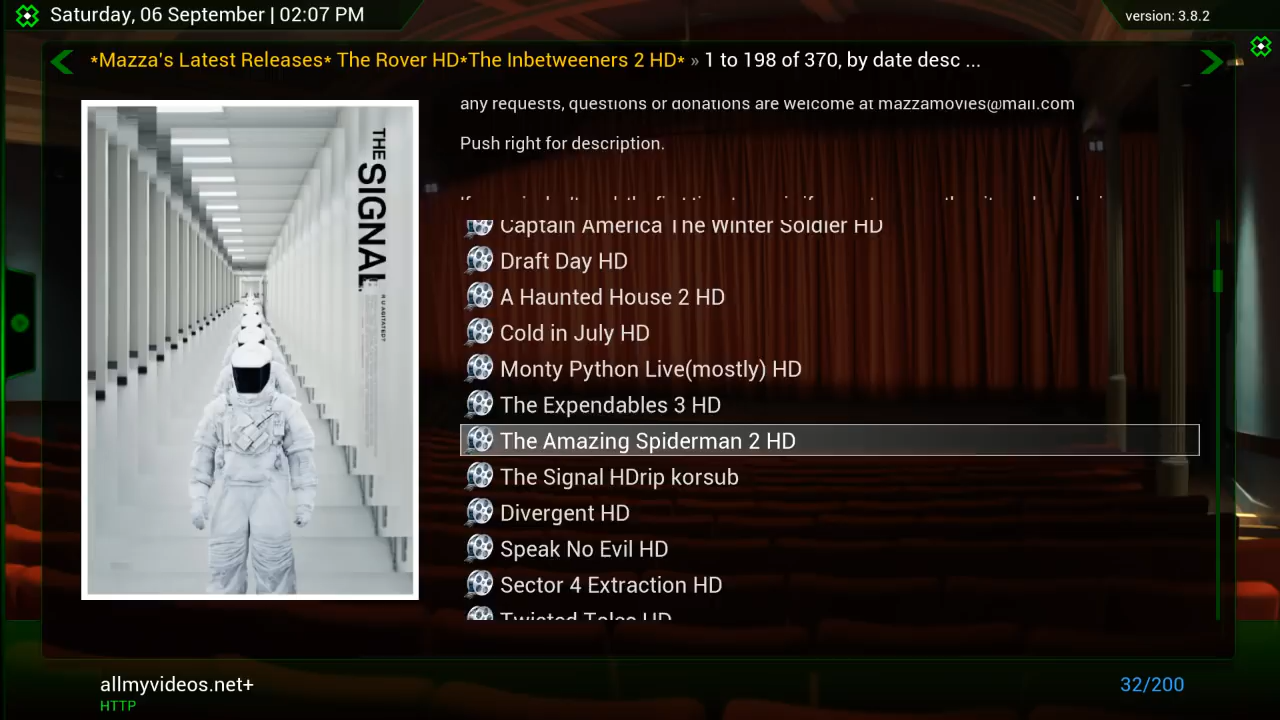 Saturday, 06 September | 02:07 PM
version: 3.8.2
*Mazza's Latest Releases* The Rover HD*The Inbetweeners 2 HD* » 1 to 198 of 370, by date desc ...
any requests, questions or donations are welcome at mazzamovies@mail.com
Push right for description.
THE SIGNAL.
R U AGITATED?
Captain America The Winter Soldier HD
Draft Day HD
A Haunted House 2 HD
Cold in July HD
Monty Python Live(mostly) HD
The Expendables 3 HD
The Amazing Spiderman 2 HD
The Signal HDrip korsub
Divergent HD
Speak No Evil HD
Sector 4 Extraction HD
Twisted Tales HD
allmyvideos.net+
HTTP
32/200